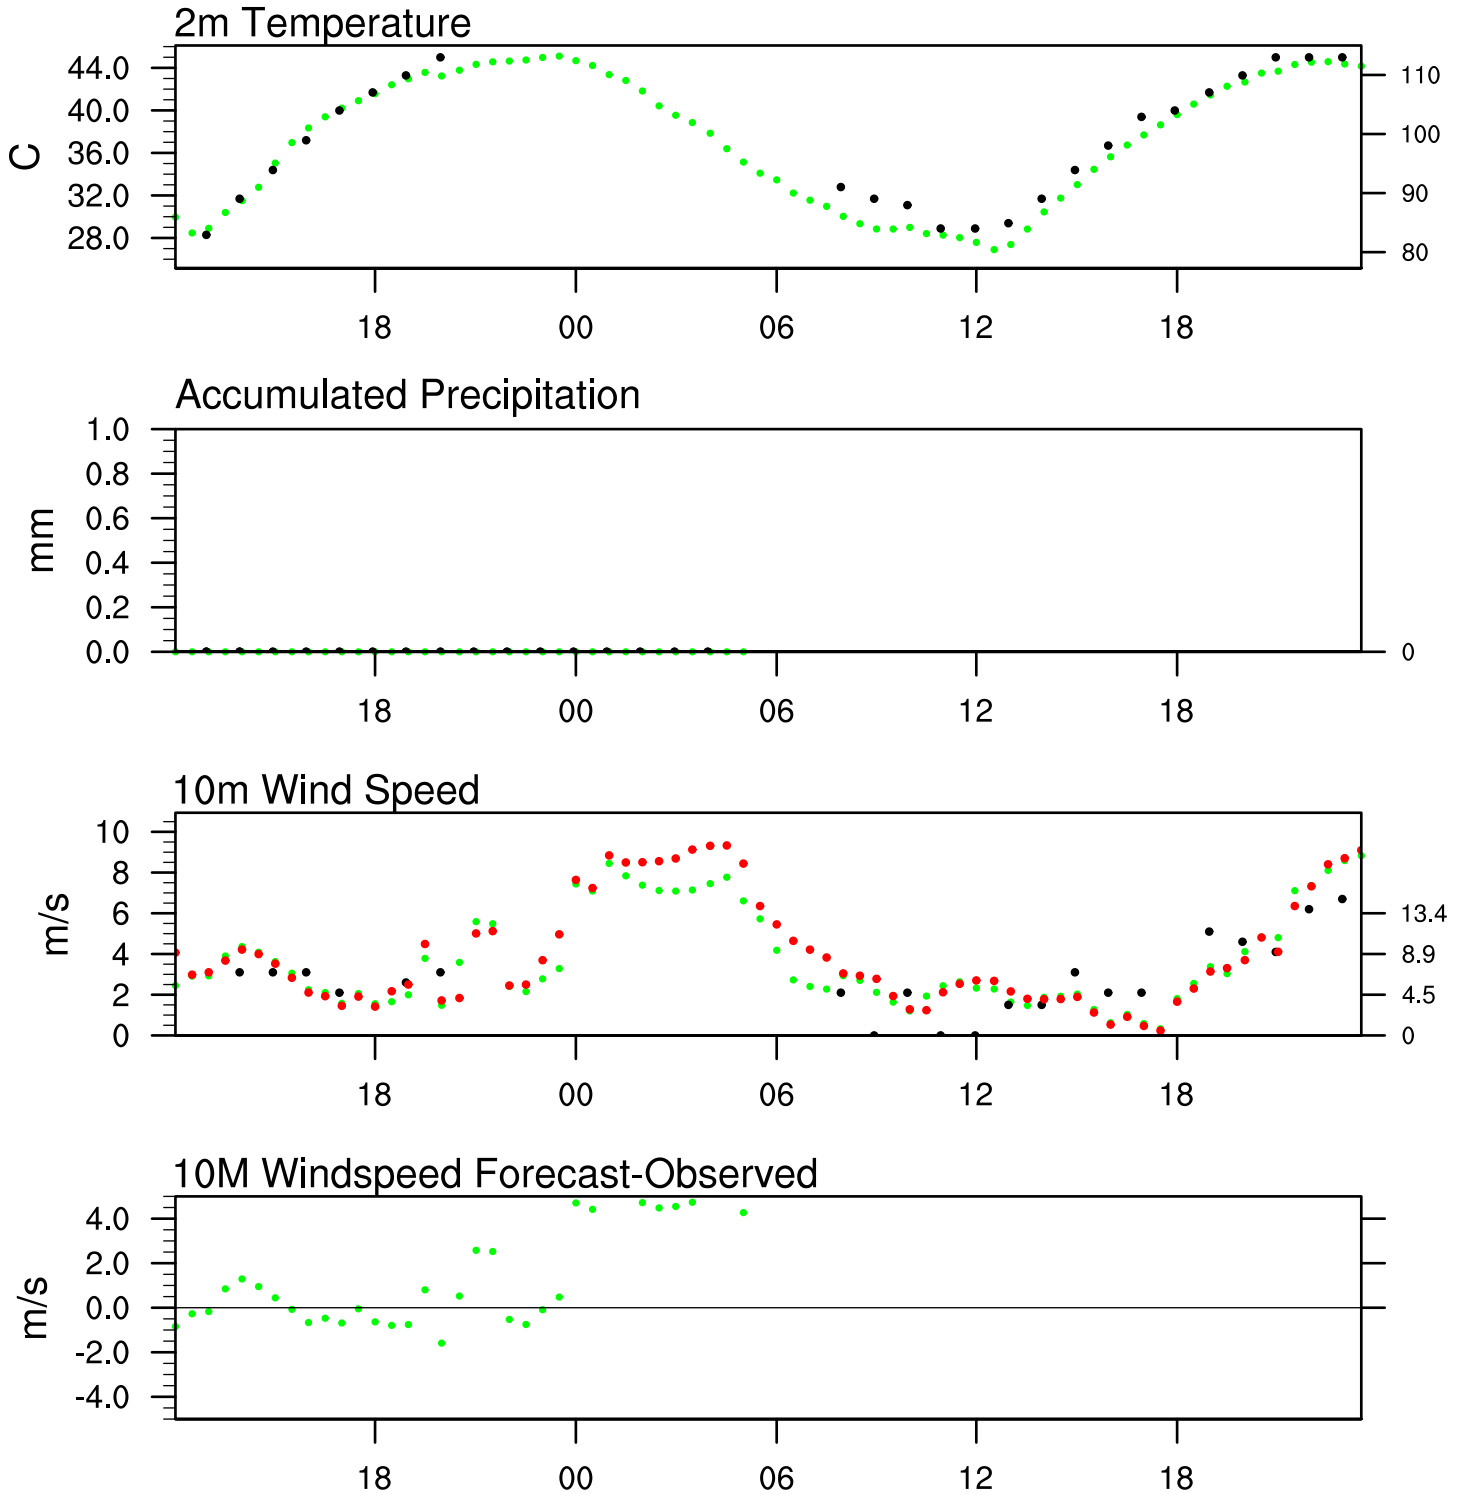 2m Temperature
44.0
40.0
36.0
32.0
28.0
C
110
100
90
80
18 00 06 12 18
Accumulated Precipitation
1.0
0.8
0.6
0.4
0.2
0.0
mm
0
18 00 06 12 18
10m Wind Speed
10
8
6
4
2
0
m/s
13.4
8.9
4.5
0
18 00 06 12 18
10M Windspeed Forecast-Observed
4.0
2.0
0.0
-2.0
-4.0
m/s
18 00 06 12 18